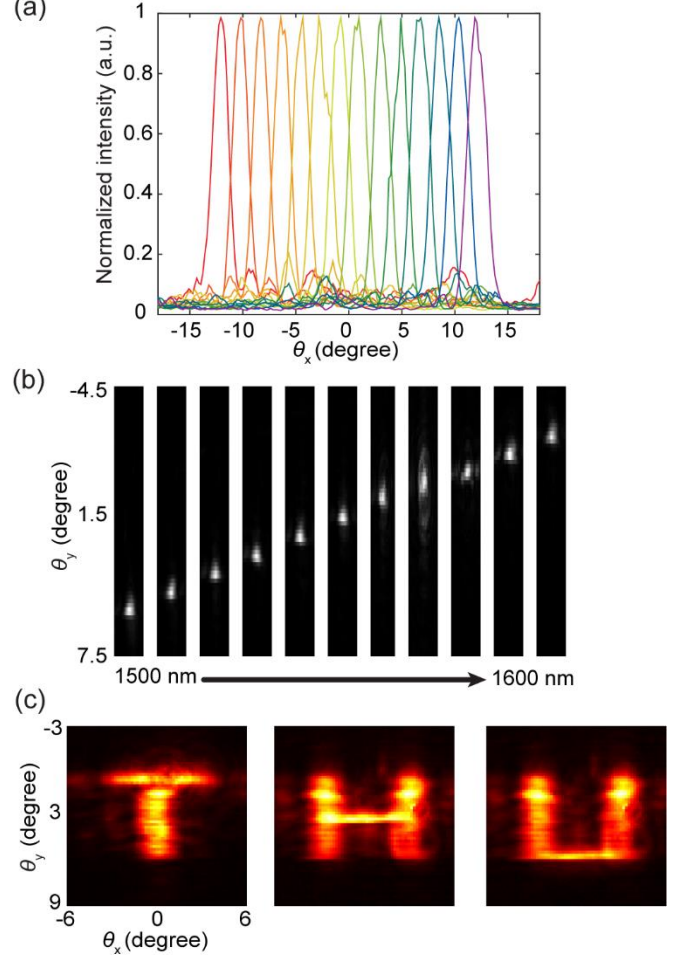 (a)
Normalized intensity (a.u.)
1
0.8
0.6
0.4
0.2
0
-15 -10 -5 0 5 10 15
θx (degree)
(b)
-4.5
1.5
7.5
θy (degree)
1500 nm 1600 nm
(c)
-3
3
9
θy (degree)
-6 0 6
θx (degree)
T H U